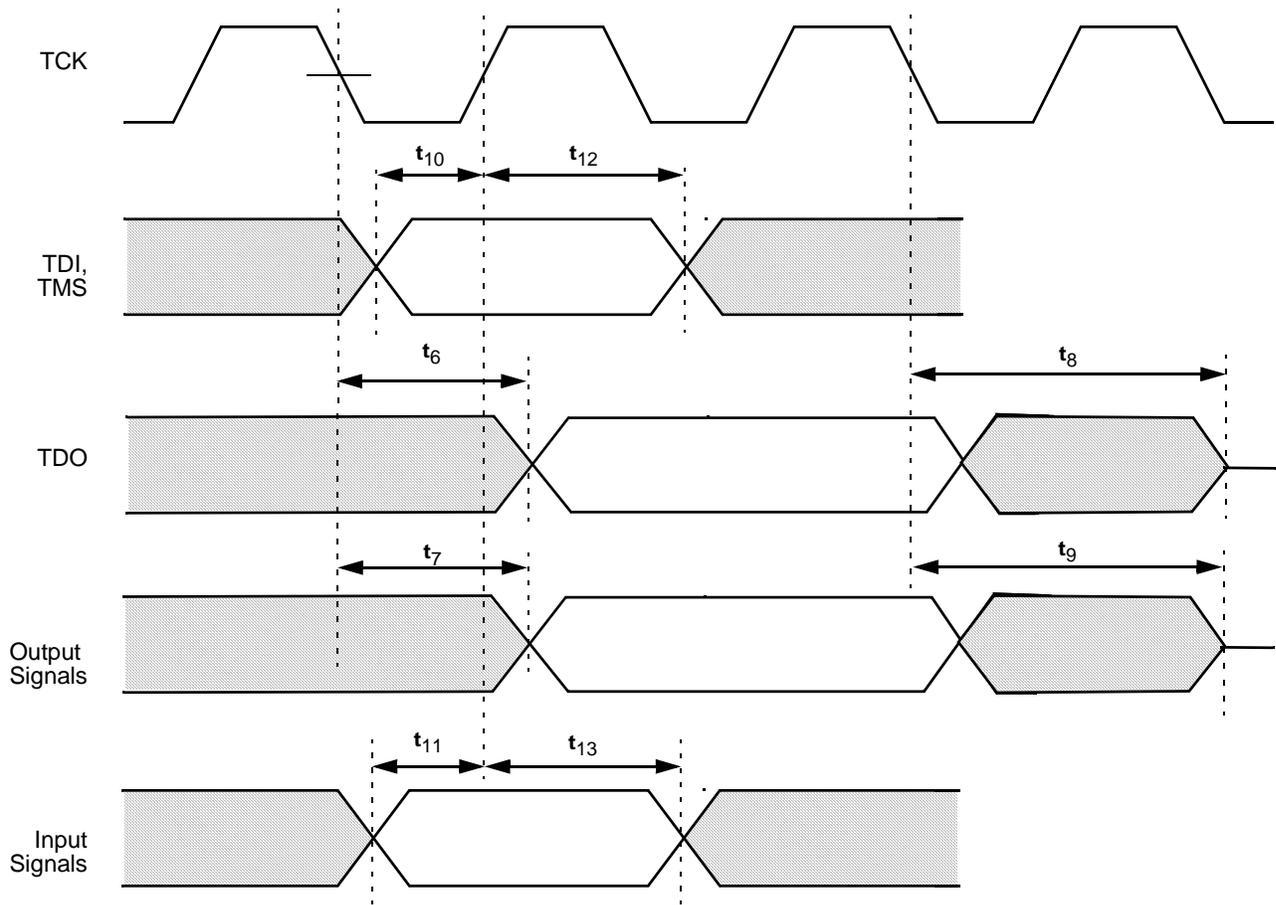 TCK
t10
t12
TDI,
TMS
t6
t8
TDO
t7
t9
Output
Signals
t11
t13
Input
Signals